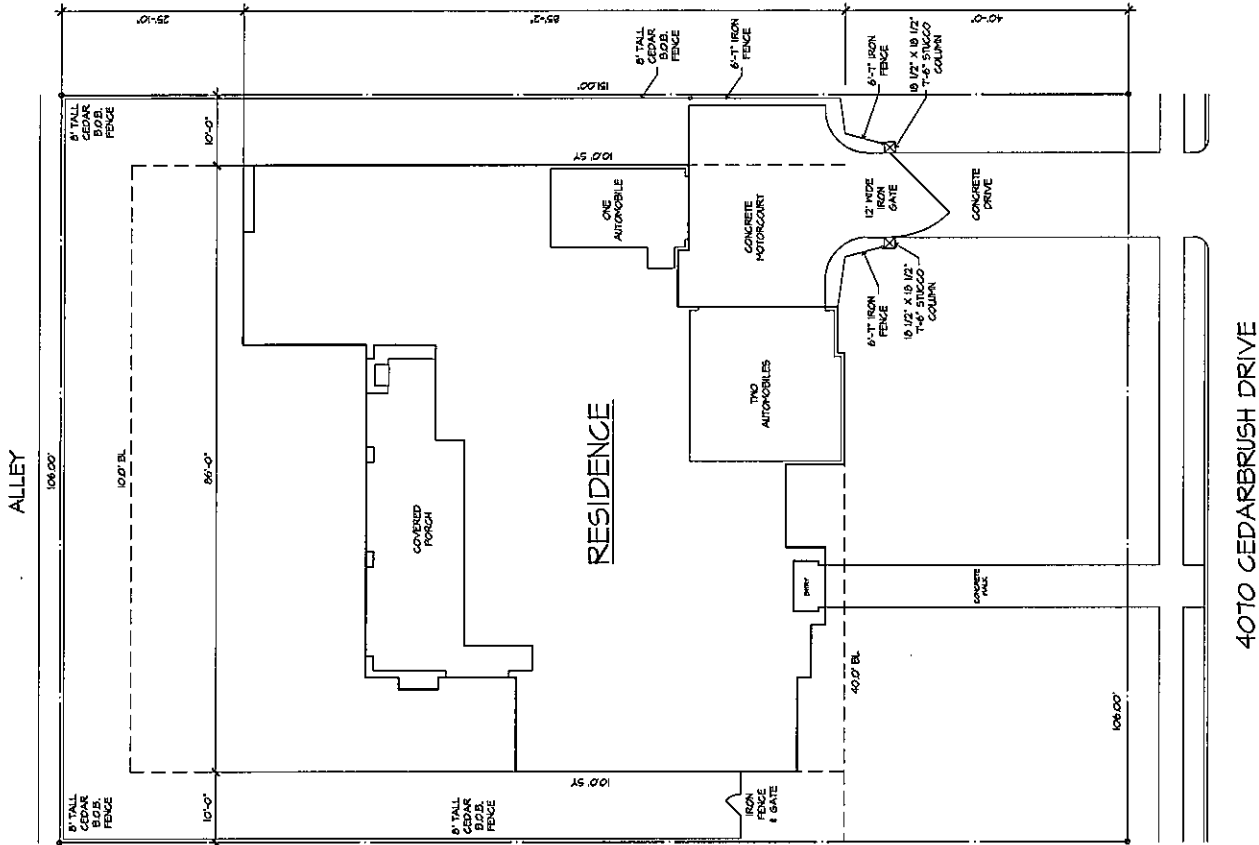 ALLEY
106.00'
25'-10"
85'-2"
40'-0"
8' TALL
CEDAR
B.O.B.
FENCE
10'-0"
10.0' BL
86'-0"
8' TALL
CEDAR
B.O.B.
FENCE
10'-0"
8' TALL
CEDAR
B.O.B.
FENCE
151.00'
8' TALL
CEDAR
B.O.B.
FENCE
6'-7" IRON
FENCE
6'-7" IRON
FENCE
18 1/2" X 18 1/2"
7'-6" STUCCO
COLUMN
10.0' SY
ONE
AUTOMOBILE
CONCRETE
MOTORCOURT
12' WIDE
IRON
GATE
CONCRETE
DRIVE
6'-7" IRON
FENCE
18 1/2" X 18 1/2"
7'-6" STUCCO
COLUMN
TWO
AUTOMOBILES
COVERED
PORCH
RESIDENCE
ENTRY
CONCRETE
WALK
40.0' BL
10.0' SY
IRON
FENCE
& GATE
106.00'
4070 CEDARBRUSH DRIVE